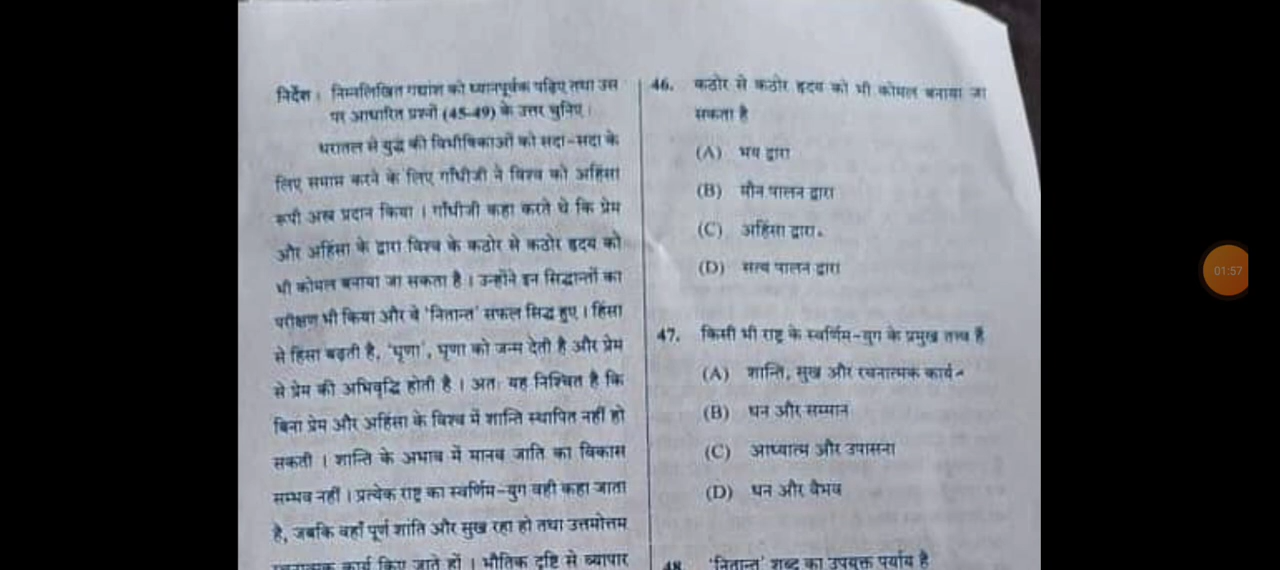 निर्देश : निम्नलिखित गद्यांश को ध्यानपूर्वक पढ़िए तथा उस
पर आधारित प्रश्नों (45-49) के उत्तर चुनिए ।
धरातल से युद्ध की विभीषिकाओं को सदा-सदा के
लिए समाप्त करने के लिए गाँधीजी ने विश्व को अहिंसा
रूपी अस्त्र प्रदान किया । गाँधीजी कहा करते थे कि प्रेम
और अहिंसा के द्वारा विश्व के कठोर से कठोर हृदय को
भी कोमल बनाया जा सकता है । उन्होंने इन सिद्धान्तों का
परीक्षण भी किया और वे 'नितान्त' सफल सिद्ध हुए । हिंसा
से हिंसा बढ़ती है, 'घृणा', घृणा को जन्म देती है और प्रेम
से प्रेम की अभिवृद्धि होती है । अतः यह निश्चित है कि
बिना प्रेम और अहिंसा के विश्व में शान्ति स्थापित नहीं हो
सकती । शान्ति के अभाव में मानव जाति का विकास
सम्भव नहीं । प्रत्येक राष्ट्र का स्वर्णिम-युग वही कहा जाता
है, जबकि वहाँ पूर्ण शांति और सुख रहा हो तथा उत्तमोत्तम
रचनात्मक कार्य किए जाते हों । भौतिक दृष्टि से व्यापार
46. कठोर से कठोर हृदय को भी कोमल बनाया जा
सकता है
(A) भय द्वारा
(B) मौन पालन द्वारा
(C) अहिंसा द्वारा
(D) सत्य पालन द्वारा
47. किसी भी राष्ट्र के स्वर्णिम-युग के प्रमुख तत्त्व हैं
(A) शान्ति, सुख और रचनात्मक कार्य
(B) धन और सम्मान
(C) आध्यात्म और उपासना
(D) धन और वैभव
48. 'नितान्त' शब्द का उपयुक्त पर्याय है
01:57